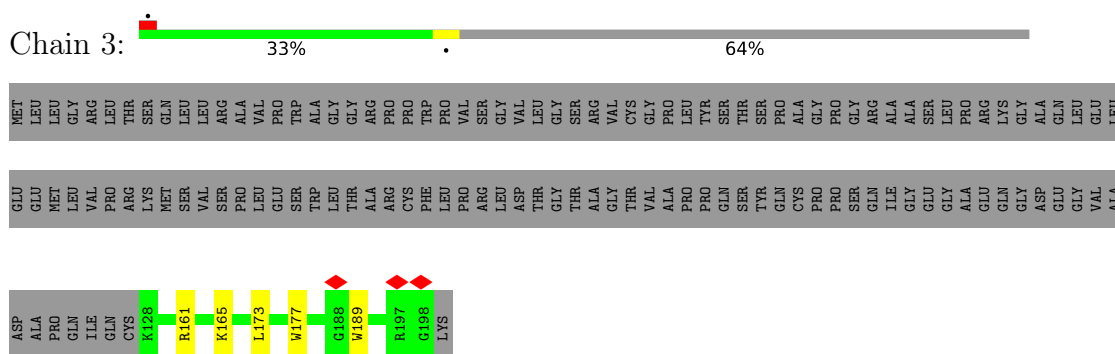 Chain 3:
33%
64%
MET LEU LEU GLY ARG LEU THR SER GLN LEU LEU ARG ALA VAL PRO TRP ALA GLY GLY ARG PRO PRO TRP PRO VAL SER GLY VAL LEU GLY SER ARG VAL CYS GLY PRO LEU TYR SER THR SER PRO ALA GLY PRO GLY ARG ALA ALA SER LEU PRO ARG LYS GLY ALA GLN LEU GLU LEU
GLU GLU MET LEU VAL PRO ARG LYS MET SER VAL SER PRO LEU GLU SER TRP LEU THR ALA ARG CYS PHE LEU PRO ARG LEU ASP THR GLY THR ALA GLY THR VAL ALA PRO PRO GLN SER TYR GLN CYS PRO PRO SER GLN ILE GLY GLU GLY ALA GLU GLN GLY ASP GLU GLY VAL ALA
ASP ALA PRO GLN ILE GLN CYS K128 R161 K165 L173 W177 G188 W189 R197 G198 LYS